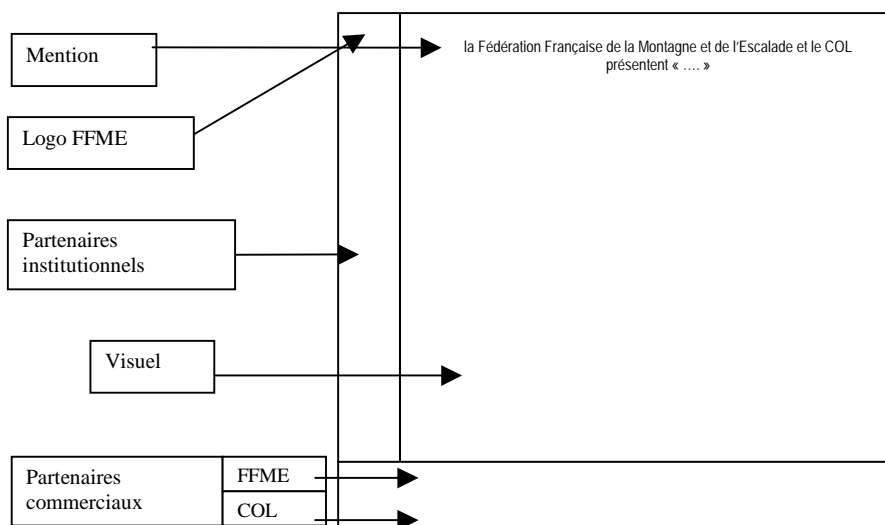 la Fédération Française de la Montagne et de l'Escalade et le COL
présentent « .... »
Mention
Logo FFME
Partenaires
institutionnels
Visuel
Partenaires
commerciaux
FFME
COL